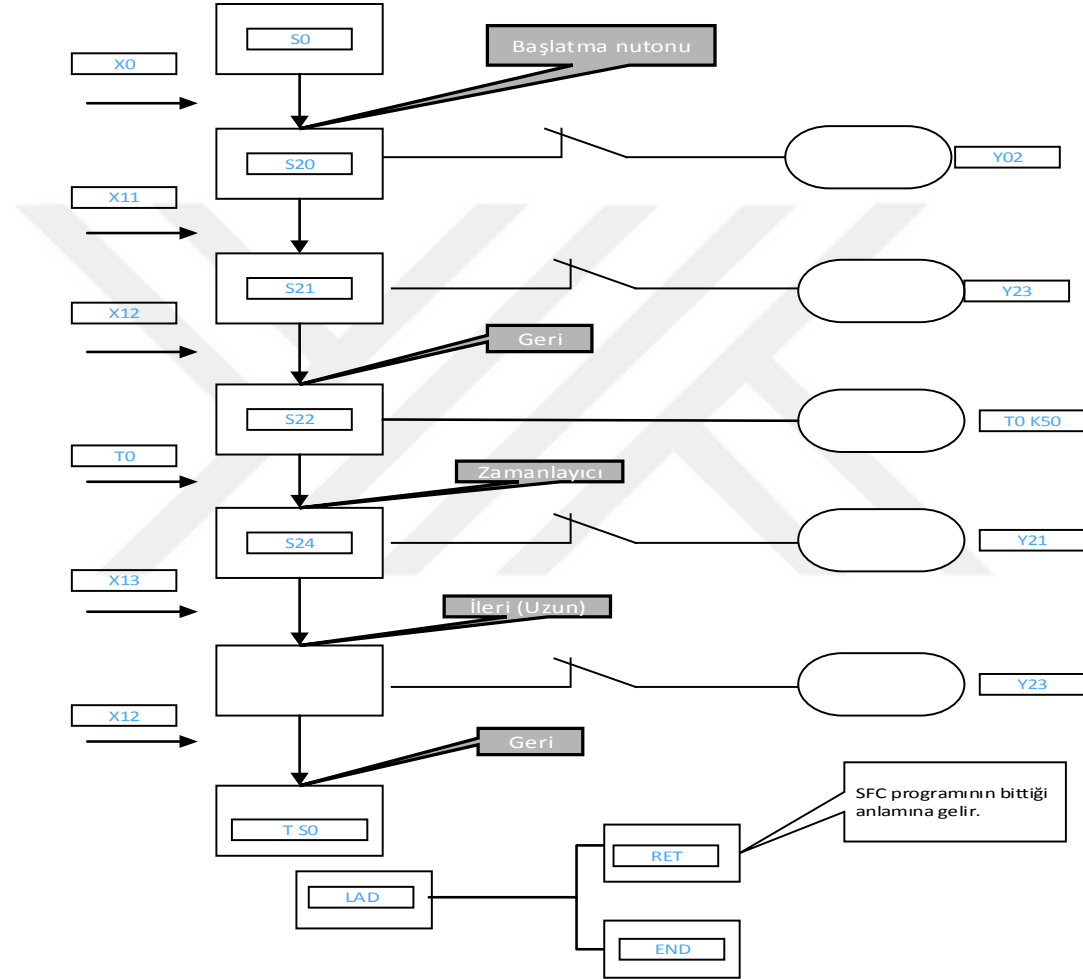 S0
Başlatma nutonu
X0
S20
Y02
X11
S21
Y23
X12
Geri
S22
T0 K50
T0
Zamanlayıcı
S24
Y21
X13
İleri (Uzun)
Y23
X12
Geri
SFC programının bittiği
anlamına gelir.
T S0
RET
LAD
END